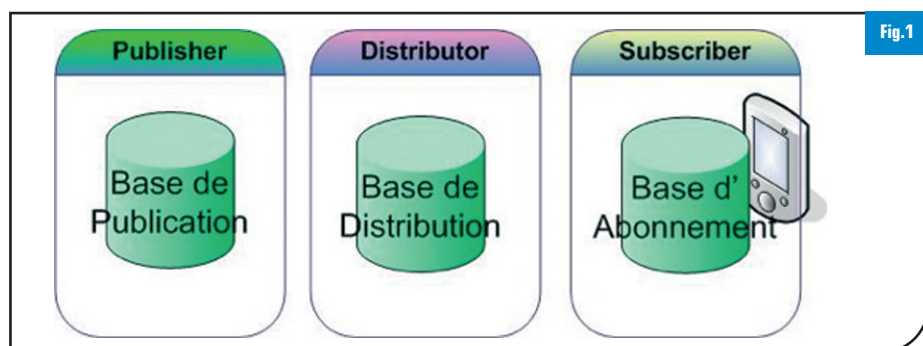 Fig.1
Publisher
Base de
Publication
Distributor
Base de
Distribution
Subscriber
Base d'
Abonnement